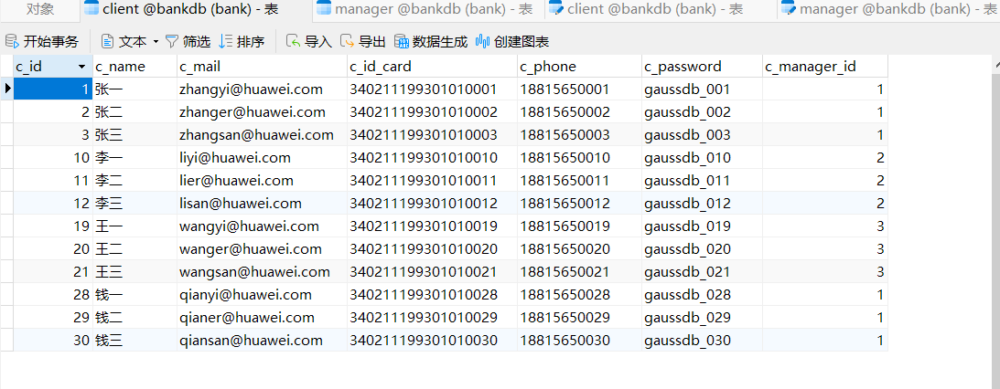 对象 client @bankdb (bank) - 表 manager @bankdb (bank) - 表 client @bankdb (bank) - 表 manager @bankdb (bank) - 表
开始事务 文本 筛选 排序 导入 导出 数据生成 创建图表
c_id c_name c_mail c_id_card c_phone c_password c_manager_id
1 张一 zhangyi@huawei.com 340211199301010001 18815650001 gaussdb_001 1
2 张二 zhanger@huawei.com 340211199301010002 18815650002 gaussdb_002 1
3 张三 zhangsan@huawei.com 340211199301010003 18815650003 gaussdb_003 1
10 李一 liyi@huawei.com 340211199301010010 18815650010 gaussdb_010 2
11 李二 lier@huawei.com 340211199301010011 18815650011 gaussdb_011 2
12 李三 lisan@huawei.com 340211199301010012 18815650012 gaussdb_012 2
19 王一 wangyi@huawei.com 340211199301010019 18815650019 gaussdb_019 3
20 王二 wanger@huawei.com 340211199301010020 18815650020 gaussdb_020 3
21 王三 wangsan@huawei.com 340211199301010021 18815650021 gaussdb_021 3
28 钱一 qianyi@huawei.com 340211199301010028 18815650028 gaussdb_028 1
29 钱二 qianer@huawei.com 340211199301010029 18815650029 gaussdb_029 1
30 钱三 qiansan@huawei.com 340211199301010030 18815650030 gaussdb_030 1